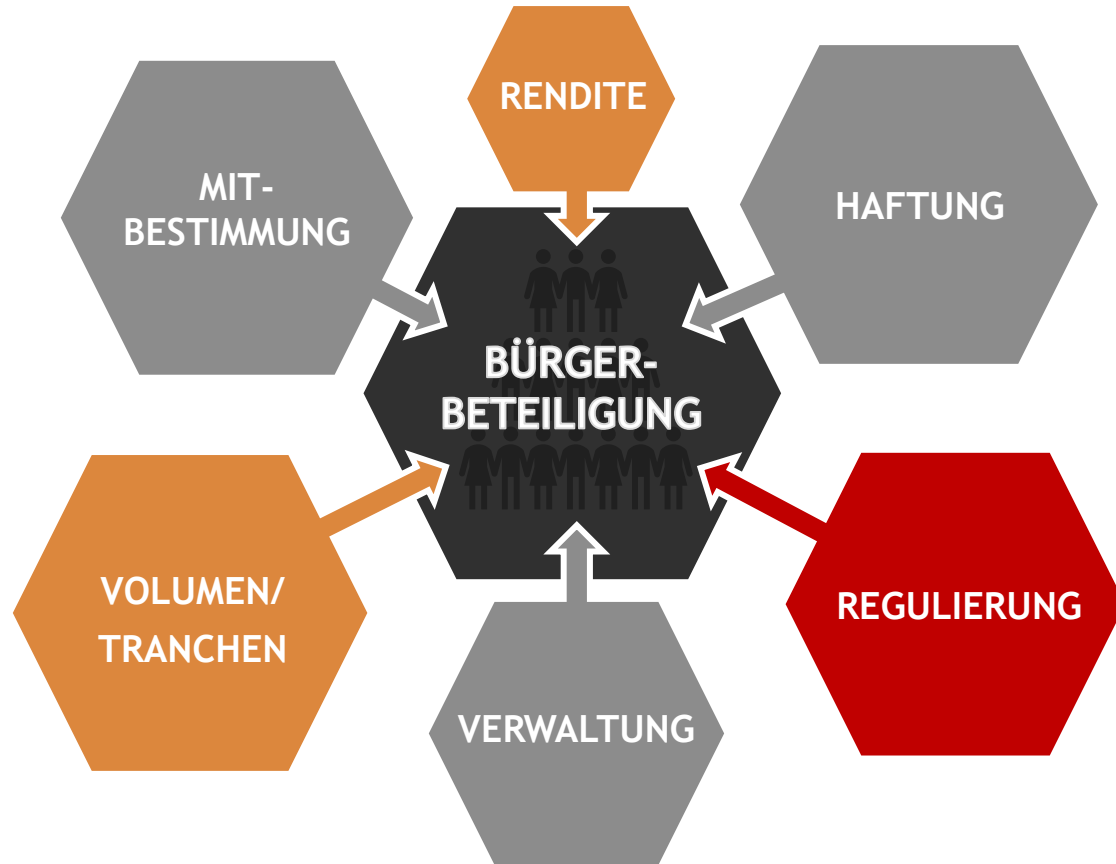 RENDITE
MIT-
BESTIMMUNG
HAFTUNG
BÜRGER-
BETEILIGUNG
VOLUMEN/
TRANCHEN
REGULIERUNG
VERWALTUNG